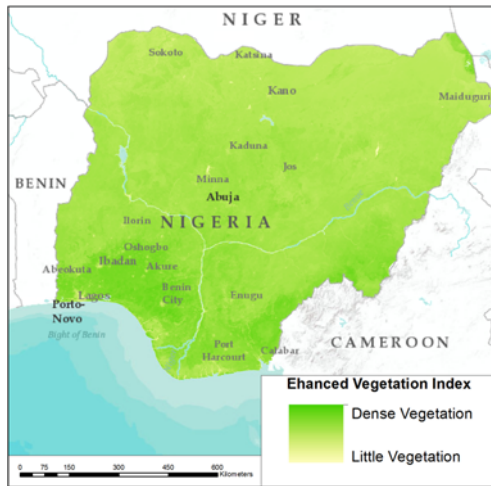 NIGER
Sokoto
Katsina
Kano
Maiduguri
Kaduna
Jos
BENIN
Minna
Abuja
NIGERIA
Ilorin
Oshogbo
Ibadan
Akure
Abeokuta
Benin
City
Enugu
Lagos
Porto-
Novo
Bight of Benin
Port
Harcourt
Calabar
CAMEROON
Ehanced Vegetation Index
Dense Vegetation
Little Vegetation
0 75 150 300 450 600
Kilometers